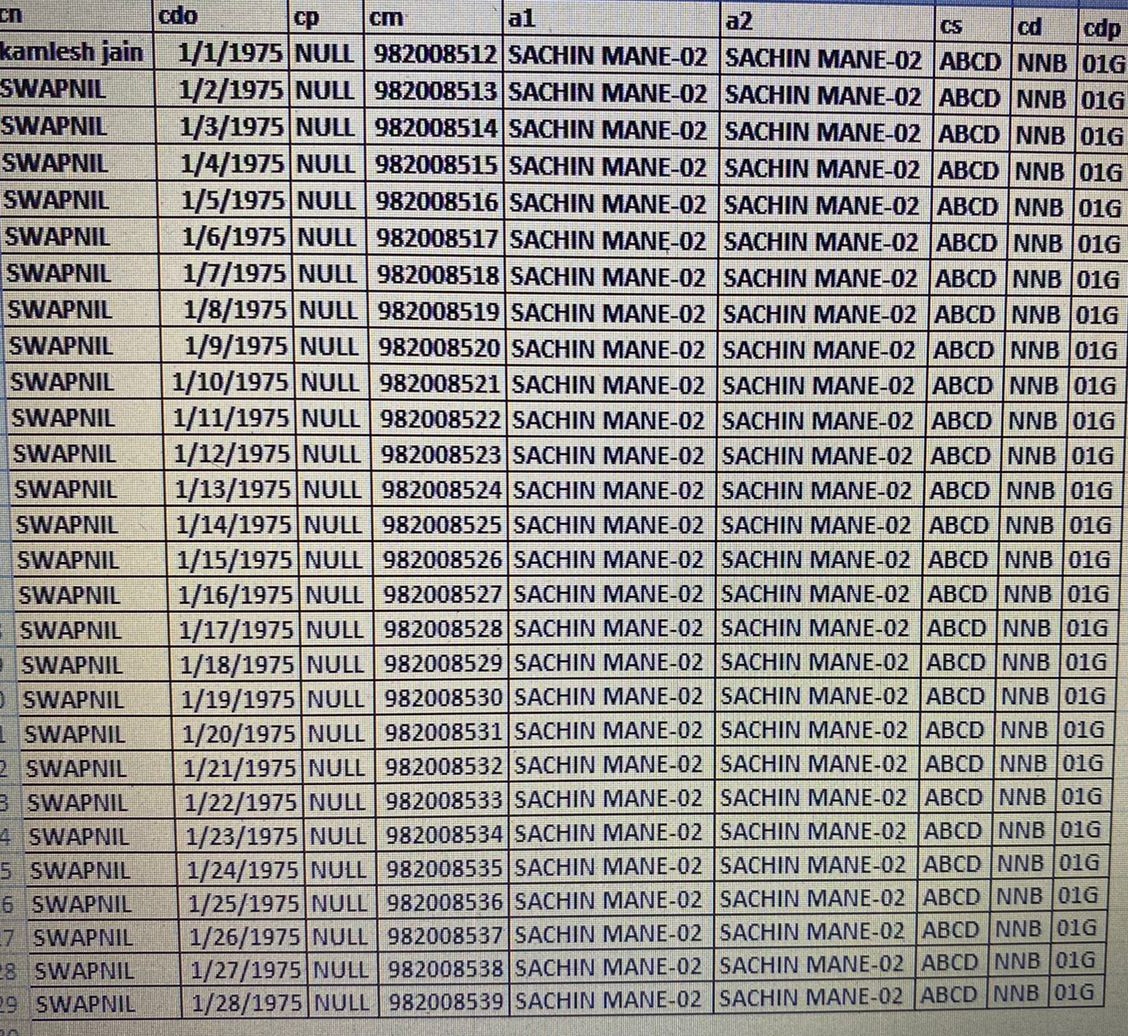 cn cdo cp cm a1 a2 cs cd cdp
kamlesh jain 1/1/1975 NULL 982008512 SACHIN MANE-02 SACHIN MANE-02 ABCD NNB 01G
SWAPNIL 1/2/1975 NULL 982008513 SACHIN MANE-02 SACHIN MANE-02 ABCD NNB 01G
SWAPNIL 1/3/1975 NULL 982008514 SACHIN MANE-02 SACHIN MANE-02 ABCD NNB 01G
SWAPNIL 1/4/1975 NULL 982008515 SACHIN MANE-02 SACHIN MANE-02 ABCD NNB 01G
SWAPNIL 1/5/1975 NULL 982008516 SACHIN MANE-02 SACHIN MANE-02 ABCD NNB 01G
SWAPNIL 1/6/1975 NULL 982008517 SACHIN MANE-02 SACHIN MANE-02 ABCD NNB 01G
SWAPNIL 1/7/1975 NULL 982008518 SACHIN MANE-02 SACHIN MANE-02 ABCD NNB 01G
SWAPNIL 1/8/1975 NULL 982008519 SACHIN MANE-02 SACHIN MANE-02 ABCD NNB 01G
SWAPNIL 1/9/1975 NULL 982008520 SACHIN MANE-02 SACHIN MANE-02 ABCD NNB 01G
SWAPNIL 1/10/1975 NULL 982008521 SACHIN MANE-02 SACHIN MANE-02 ABCD NNB 01G
SWAPNIL 1/11/1975 NULL 982008522 SACHIN MANE-02 SACHIN MANE-02 ABCD NNB 01G
SWAPNIL 1/12/1975 NULL 982008523 SACHIN MANE-02 SACHIN MANE-02 ABCD NNB 01G
SWAPNIL 1/13/1975 NULL 982008524 SACHIN MANE-02 SACHIN MANE-02 ABCD NNB 01G
SWAPNIL 1/14/1975 NULL 982008525 SACHIN MANE-02 SACHIN MANE-02 ABCD NNB 01G
SWAPNIL 1/15/1975 NULL 982008526 SACHIN MANE-02 SACHIN MANE-02 ABCD NNB 01G
SWAPNIL 1/16/1975 NULL 982008527 SACHIN MANE-02 SACHIN MANE-02 ABCD NNB 01G
SWAPNIL 1/17/1975 NULL 982008528 SACHIN MANE-02 SACHIN MANE-02 ABCD NNB 01G
SWAPNIL 1/18/1975 NULL 982008529 SACHIN MANE-02 SACHIN MANE-02 ABCD NNB 01G
SWAPNIL 1/19/1975 NULL 982008530 SACHIN MANE-02 SACHIN MANE-02 ABCD NNB 01G
SWAPNIL 1/20/1975 NULL 982008531 SACHIN MANE-02 SACHIN MANE-02 ABCD NNB 01G
2 SWAPNIL 1/21/1975 NULL 982008532 SACHIN MANE-02 SACHIN MANE-02 ABCD NNB 01G
3 SWAPNIL 1/22/1975 NULL 982008533 SACHIN MANE-02 SACHIN MANE-02 ABCD NNB 01G
4 SWAPNIL 1/23/1975 NULL 982008534 SACHIN MANE-02 SACHIN MANE-02 ABCD NNB 01G
5 SWAPNIL 1/24/1975 NULL 982008535 SACHIN MANE-02 SACHIN MANE-02 ABCD NNB 01G
6 SWAPNIL 1/25/1975 NULL 982008536 SACHIN MANE-02 SACHIN MANE-02 ABCD NNB 01G
7 SWAPNIL 1/26/1975 NULL 982008537 SACHIN MANE-02 SACHIN MANE-02 ABCD NNB 01G
28 SWAPNIL 1/27/1975 NULL 982008538 SACHIN MANE-02 SACHIN MANE-02 ABCD NNB 01G
29 SWAPNIL 1/28/1975 NULL 982008539 SACHIN MANE-02 SACHIN MANE-02 ABCD NNB 01G